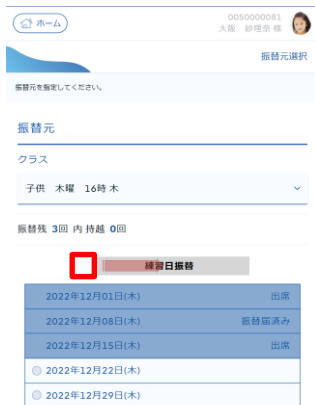 ホーム
0050000081
大阪 紗理奈 様
振替元選択
振替元を指定してください。
振替元
クラス
子供 木曜 16時 木
振替残 3回 内 持越 0回
練習日振替
2022年12月01日(木) 出席
2022年12月08日(木) 振替届済み
2022年12月15日(木) 出席
2022年12月22日(木)
2022年12月29日(木)